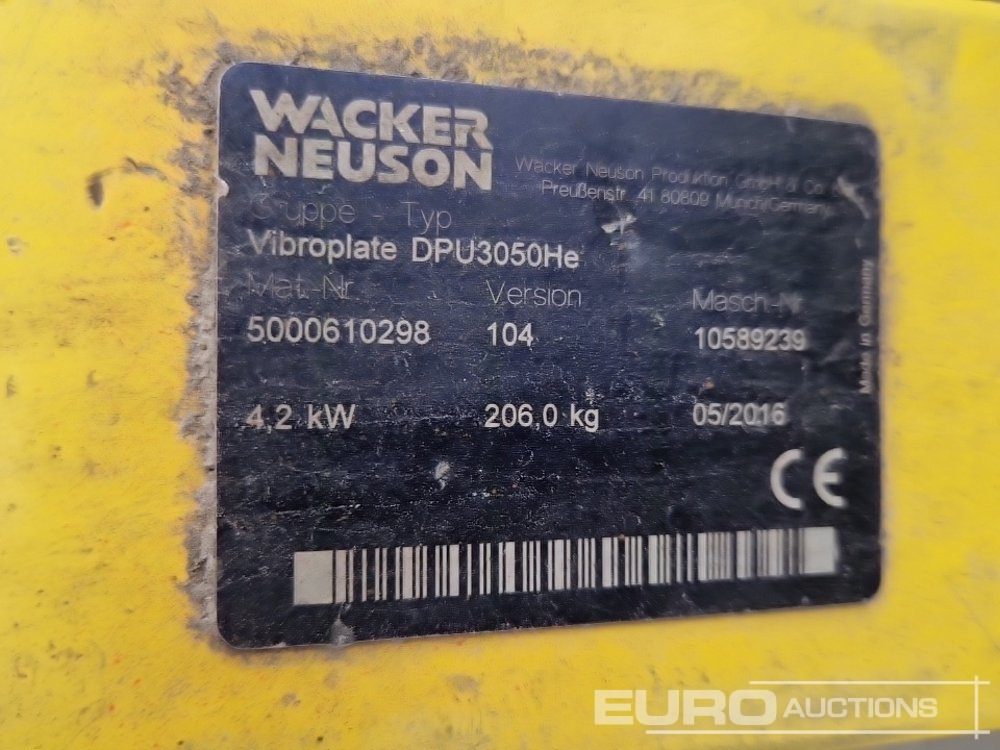 WACKER
NEUSON
Wacker Neuson Produktion GmbH & Co
Preußenstr. 41 80809 Munich/Germany
Gruppe - Typ
Vibroplate DPU3050He
Mat.-Nr. Version Masch.-Nr.
5000610298 104 10589239
4,2 kW 206,0 kg 05/2016
Made in Germany
CE
EURO AUCTIONS